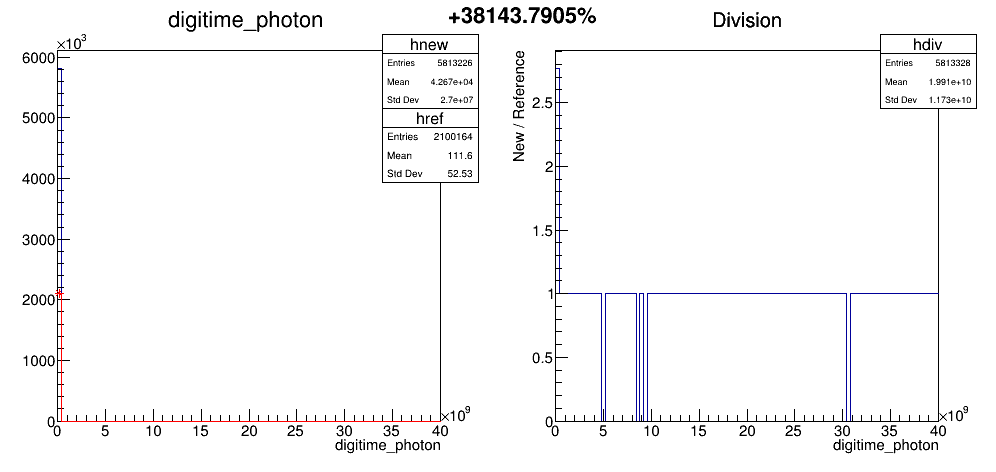 +38143.7905%
digitime_photon
×10³
hnew
Entries 5813226
Mean 4.267e+04
Std Dev 2.7e+07
href
Entries 2100164
Mean 111.6
Std Dev 52.53
6000
5000
4000
3000
2000
1000
0
0 5 10 15 20 25 30 35 40
×10⁹
digitime_photon
Division
hdiv
Entries 5813328
Mean 1.991e+10
Std Dev 1.173e+10
New / Reference
2.5
2
1.5
1
0.5
0
0 5 10 15 20 25 30 35 40
×10⁹
digitime_photon